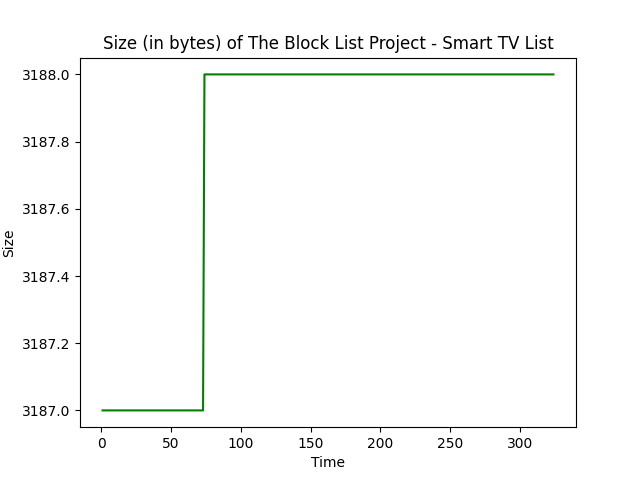 Size (in bytes) of The Block List Project - Smart TV List
3188.0
3187.8
3187.6
3187.4
3187.2
3187.0
Size
0 50 100 150 200 250 300
Time